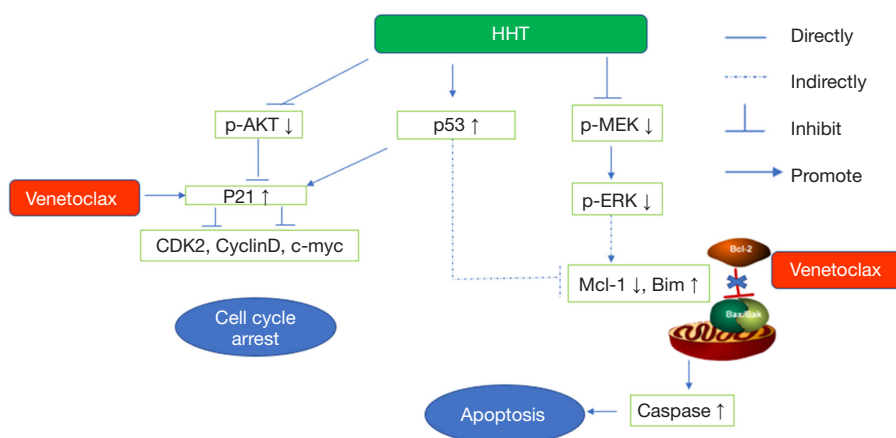 HHT
Directly
Indirectly
Inhibit
Promote
p-AKT ↓
p53 ↑
p-MEK ↓
Venetoclax
P21 ↑
p-ERK ↓
CDK2, CyclinD, c-myc
Bcl-2
Venetoclax
Mcl-1 ↓, Bim ↑
Bax/Bak
Cell cycle
arrest
Apoptosis
Caspase ↑